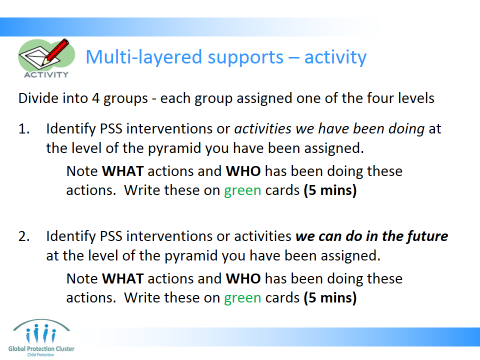 ACTIVITY
Multi-layered supports – activity
Divide into 4 groups - each group assigned one of the four levels
1. Identify PSS interventions or activities we have been doing at
the level of the pyramid you have been assigned.
Note WHAT actions and WHO has been doing these
actions. Write these on green cards (5 mins)
2. Identify PSS interventions or activities we can do in the future
at the level of the pyramid you have been assigned.
Note WHAT actions and WHO has been doing these
actions. Write these on green cards (5 mins)
Global Protection Cluster
Child Protection